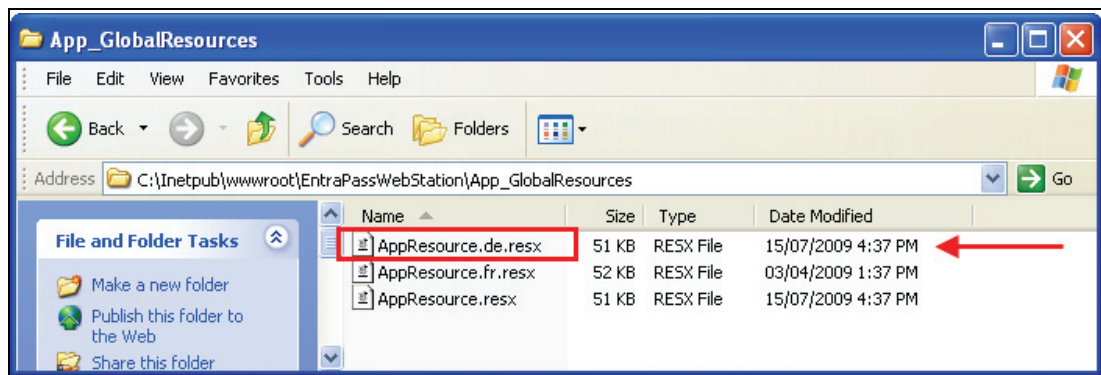 App_GlobalResources
File Edit View Favorites Tools Help
Back Search Folders
Address C:\Inetpub\wwwroot\EntraPassWebStation\App_GlobalResources Go
Name Size Type Date Modified
File and Folder Tasks
AppResource.de.resx 51 KB RESX File 15/07/2009 4:37 PM
AppResource.fr.resx 52 KB RESX File 03/04/2009 1:37 PM
AppResource.resx 51 KB RESX File 15/07/2009 4:37 PM
Make a new folder
Publish this folder to
the Web
Share this folder